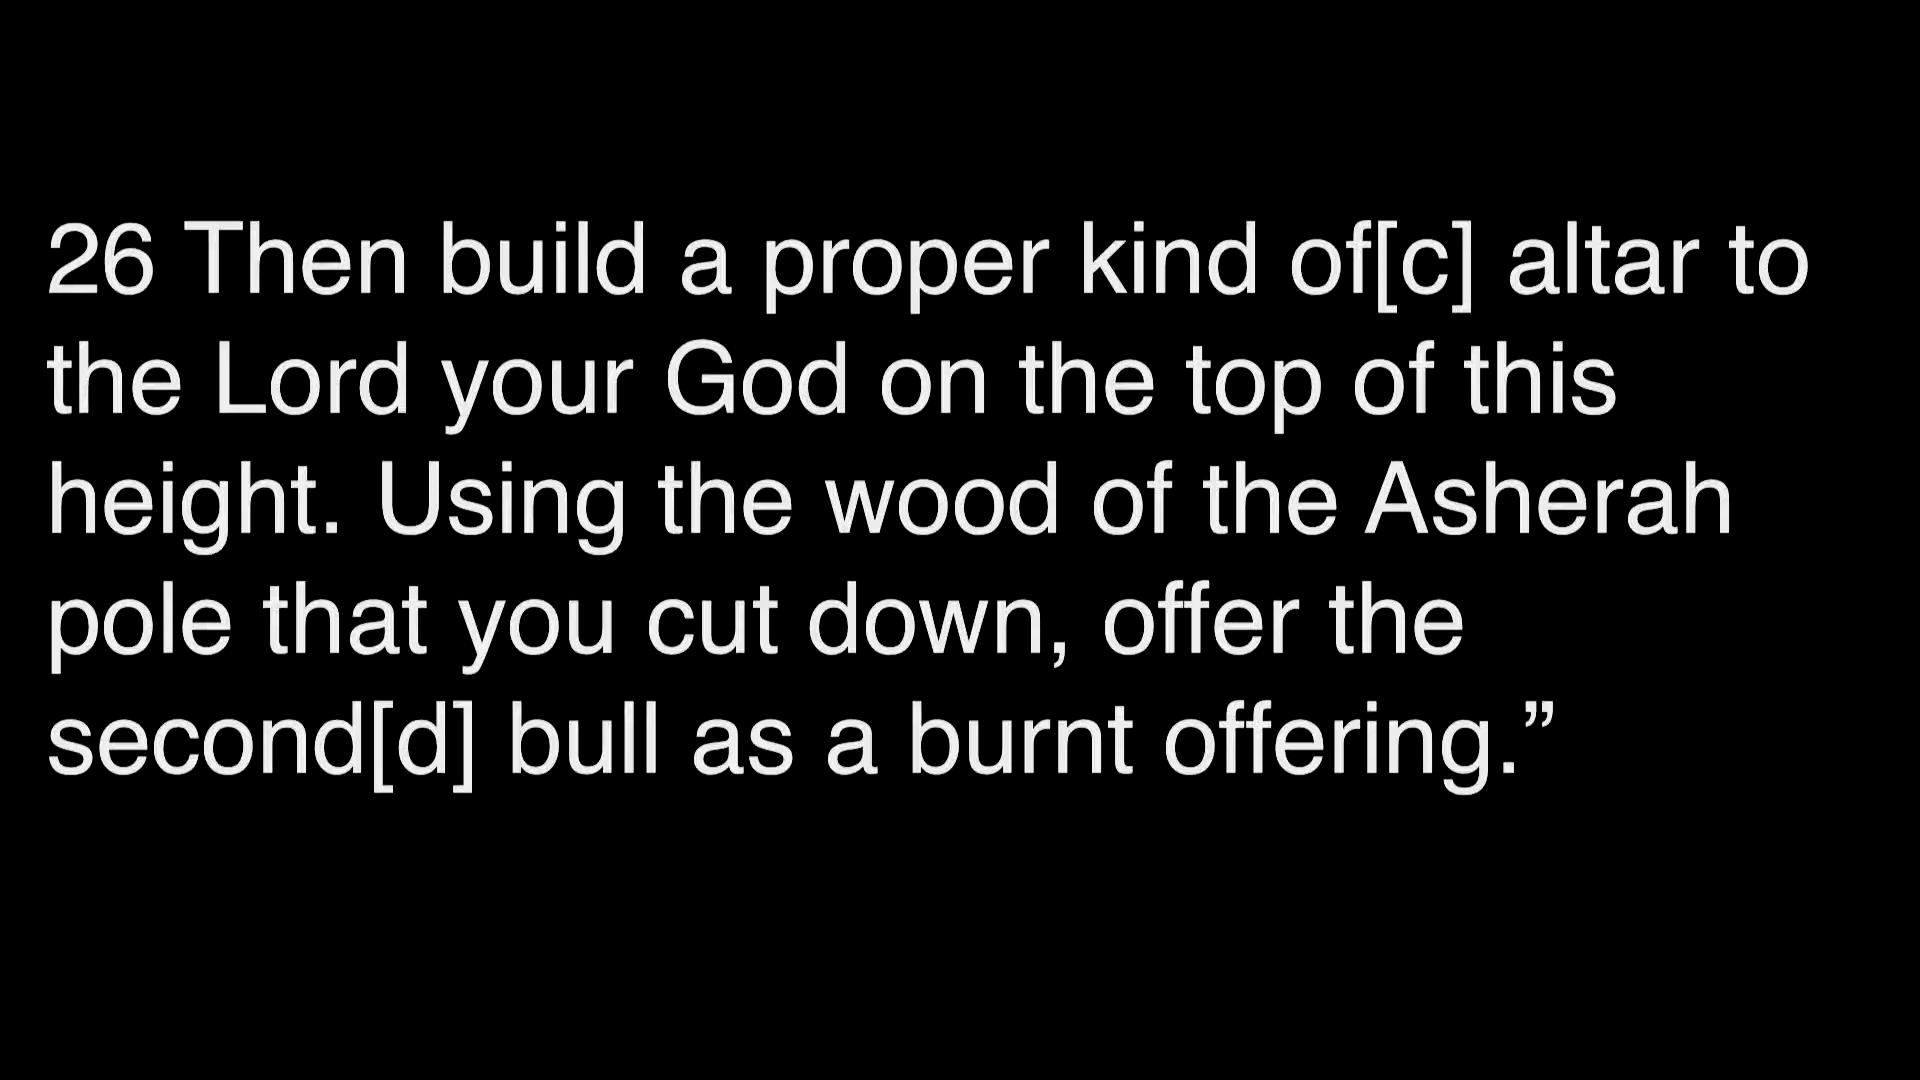 26 Then build a proper kind of[c] altar to
the Lord your God on the top of this
height. Using the wood of the Asherah
pole that you cut down, offer the
second[d] bull as a burnt offering.”